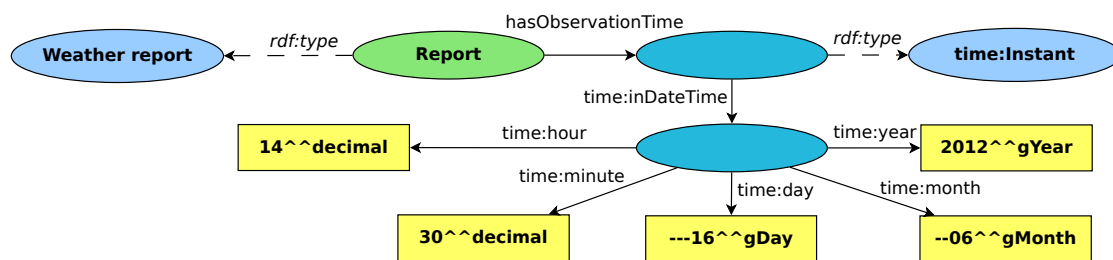 hasObservationTime
Weather report
rdf:type
Report
rdf:type
time:Instant
time:inDateTime
14^^decimal
time:hour
time:year
2012^^gYear
time:minute
time:day
time:month
30^^decimal
---16^^gDay
--06^^gMonth